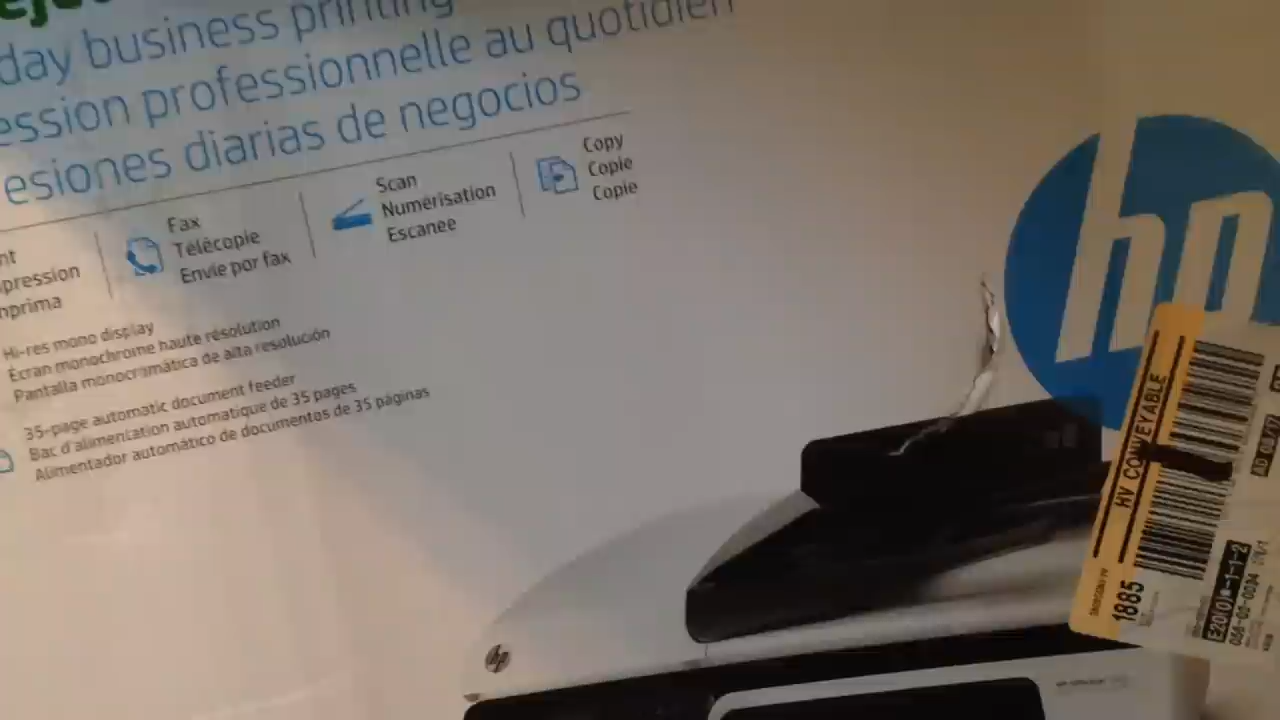 day business printing
ession professionnelle au quotidien
esiones diarias de negocios
nt
pression
nprima
Fax
Télécopie
Envíe por fax
Scan
Numérisation
Escanee
Copy
Copie
Copie
Hi-res mono display
Écran monochrome haute résolution
Pantalla monocromática de alta resolución
35-page automatic document feeder
Bac d'alimentation automatique de 35 pages
Alimentador automático de documentos de 35 páginas
hp
hp
HV CONVEYABLE
1885